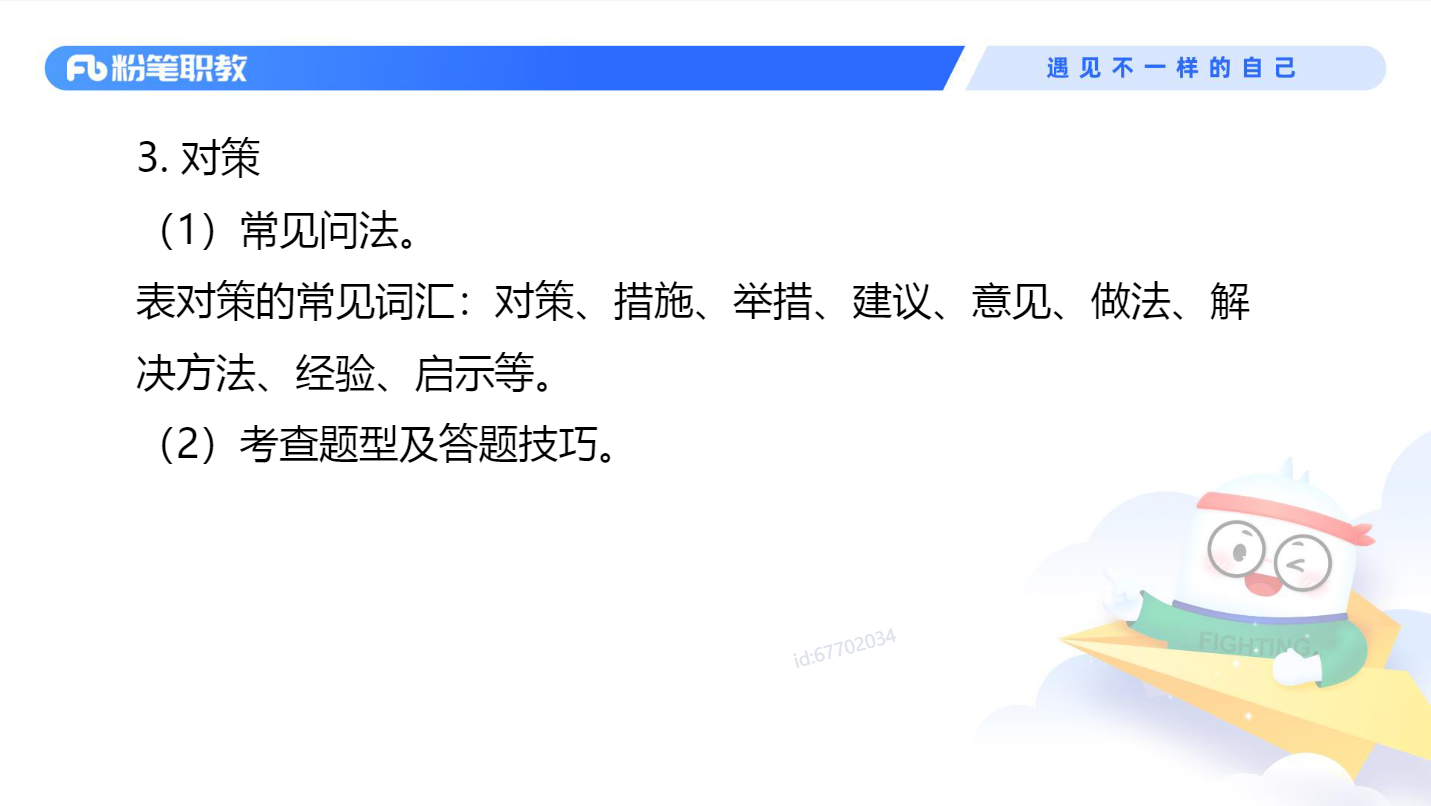 粉笔职教
遇见不一样的自己
3. 对策
（1）常见问法。
表对策的常见词汇：对策、措施、举措、建议、意见、做法、解
决方法、经验、启示等。
（2）考查题型及答题技巧。
FIGHTING
id:67702034